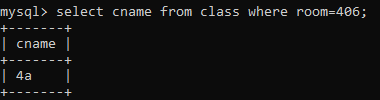 mysql> select cname from class where room=406;
+-------+
| cname |
+-------+
| 4a    |
+-------+